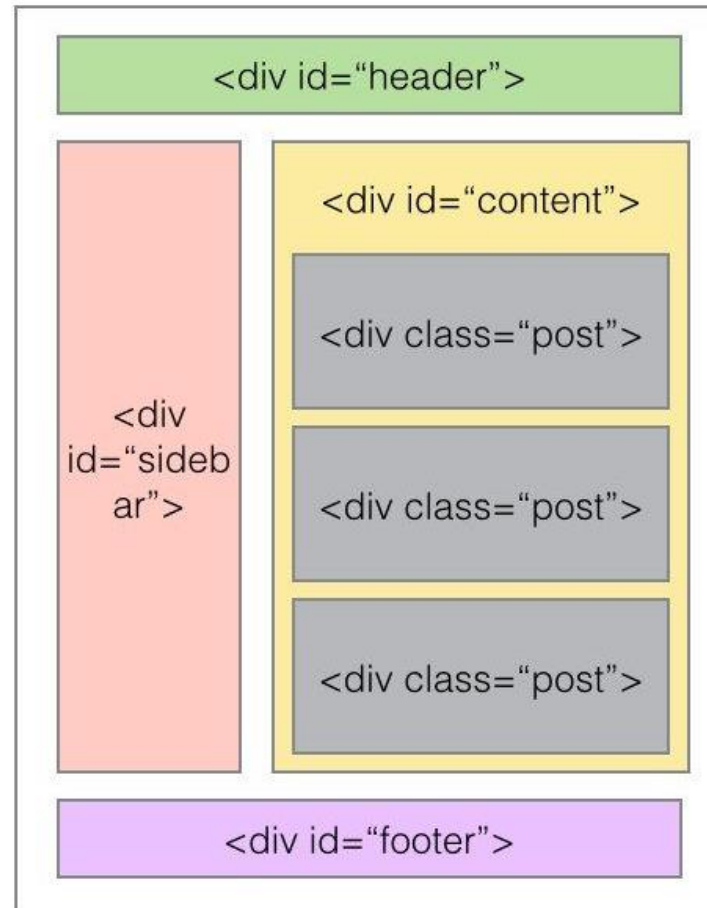 <div id=“header”>
<div
id=“sideb
ar”>
<div id=“content”>
<div class=“post”>
<div class=“post”>
<div class=“post”>
<div id=“footer”>